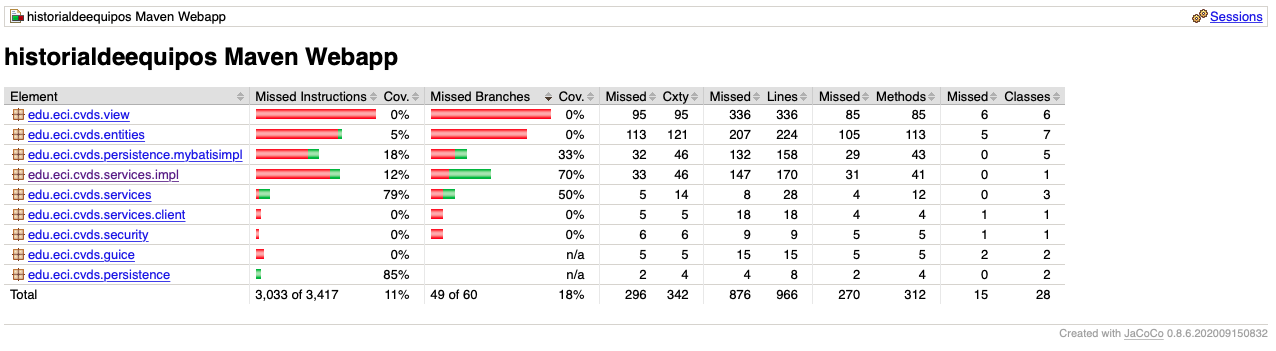 historialdeequipos Maven Webapp Sessions
historialdeequipos Maven Webapp
Element Missed Instructions Cov. Missed Branches Cov. Missed Cxty Missed Lines Missed Methods Missed Classes
edu.eci.cvds.view 0% 0% 95 95 336 336 85 85 6 6
edu.eci.cvds.entities 5% 0% 113 121 207 224 105 113 5 7
edu.eci.cvds.persistence.mybatisimpl 18% 33% 32 46 132 158 29 43 0 5
edu.eci.cvds.services.impl 12% 70% 33 46 147 170 31 41 0 1
edu.eci.cvds.services 79% 50% 5 14 8 28 4 12 0 3
edu.eci.cvds.services.client 0% 0% 5 5 18 18 4 4 1 1
edu.eci.cvds.security 0% 0% 6 6 9 9 5 5 1 1
edu.eci.cvds.guice 0% n/a 5 5 15 15 5 5 2 2
edu.eci.cvds.persistence 85% n/a 2 4 4 8 2 4 0 2
Total 3,033 of 3,417 11% 49 of 60 18% 296 342 876 966 270 312 15 28
Created with JaCoCo 0.8.6.202009150832